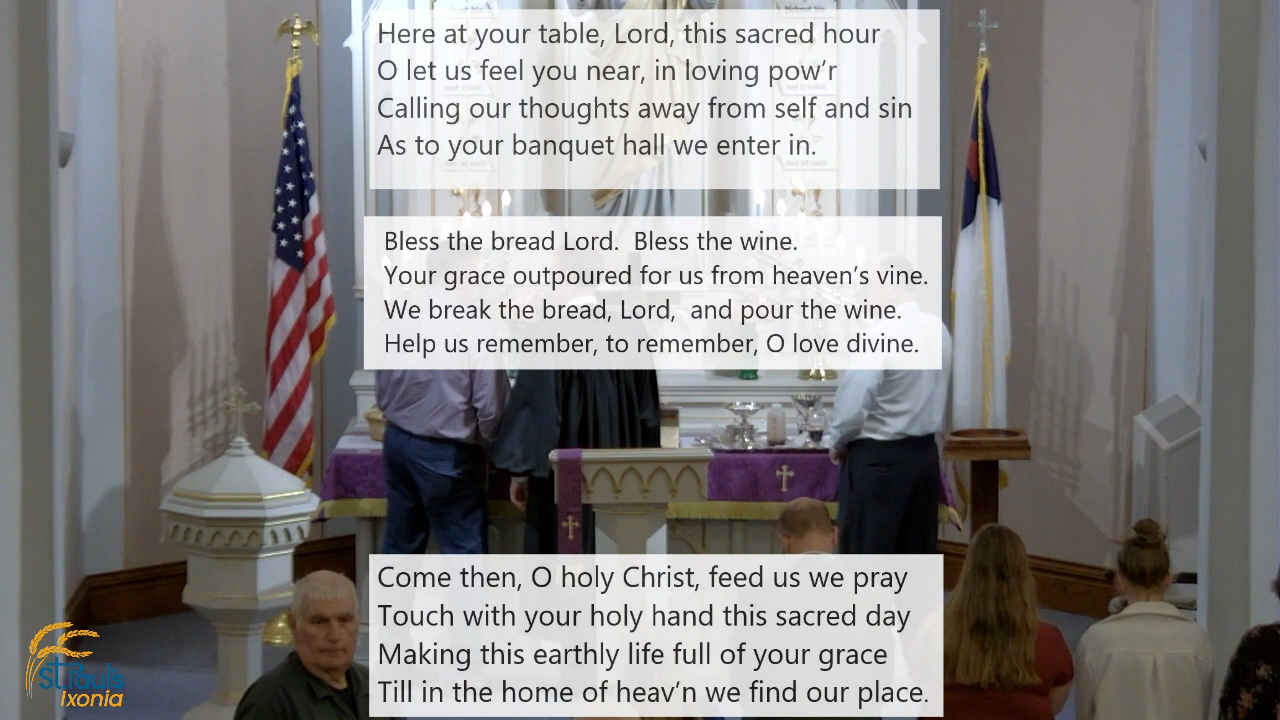 Here at your table, Lord, this sacred hour
O let us feel you near, in loving pow’r
Calling our thoughts away from self and sin
As to your banquet hall we enter in.
Bless the bread Lord.  Bless the wine.
Your grace outpoured for us from heaven’s vine.
We break the bread, Lord,  and pour the wine.
Help us remember, to remember, O love divine.
Come then, O holy Christ, feed us we pray
Touch with your holy hand this sacred day
Making this earthly life full of your grace
Till in the home of heav’n we find our place.
St. Pauls
Ixonia